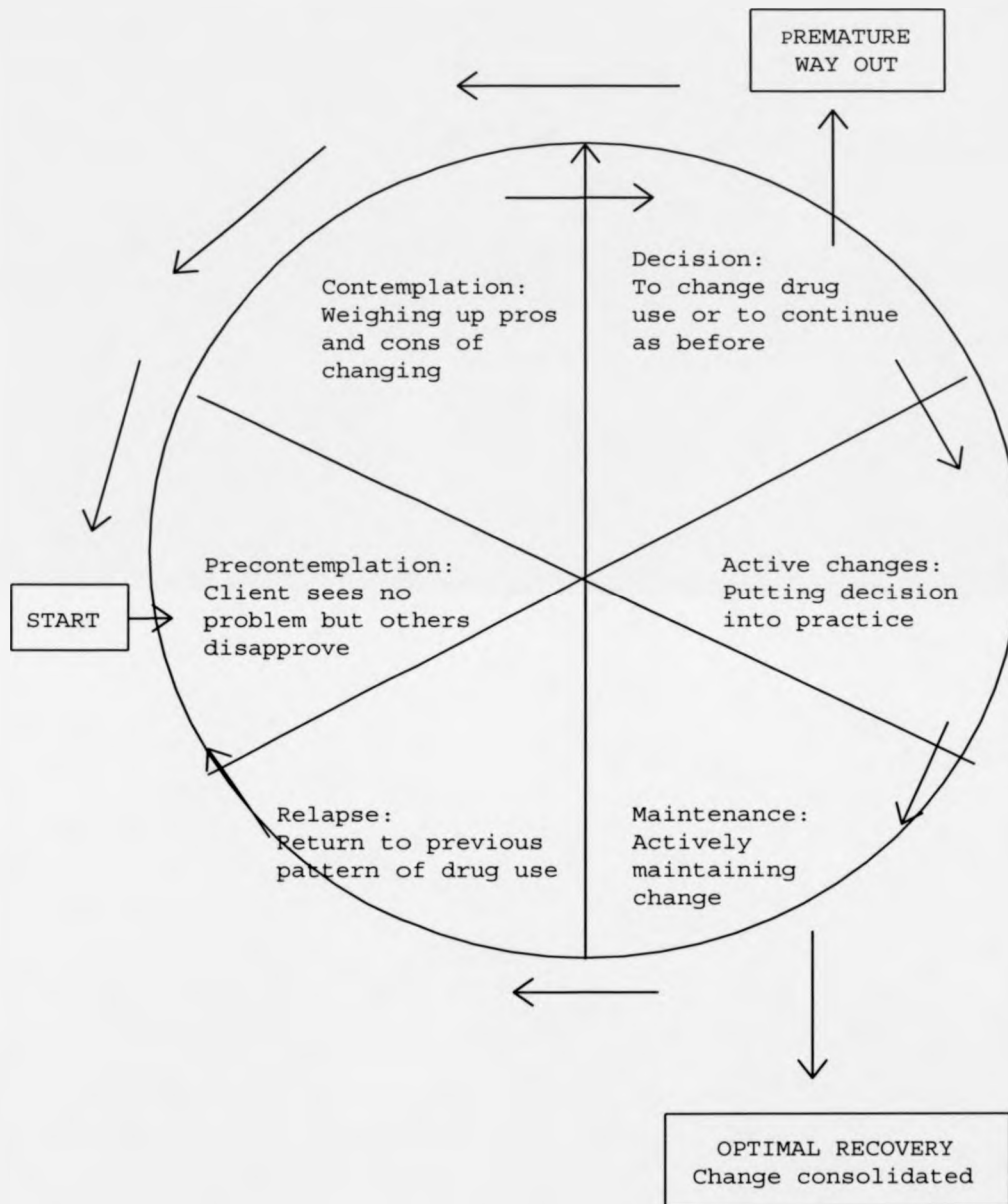 PREMATURE
WAY OUT
Contemplation:
Weighing up pros
and cons of
changing
Decision:
To change drug
use or to continue
as before
START
Precontemplation:
Client sees no
problem but others
disapprove
Active changes:
Putting decision
into practice
Relapse:
Return to previous
pattern of drug use
Maintenance:
Actively
maintaining
change
OPTIMAL RECOVERY
Change consolidated